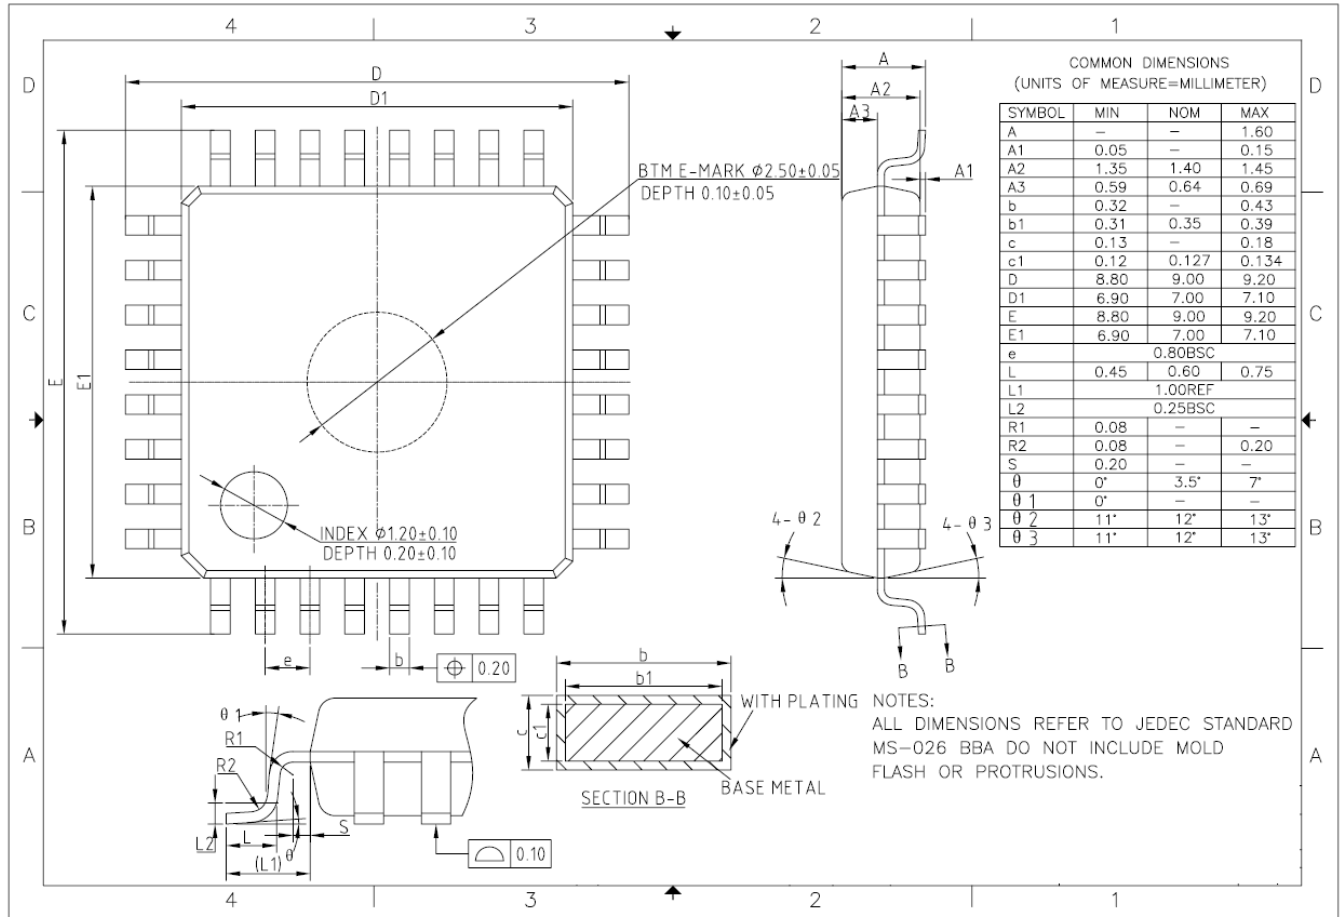 4 3 2 1
D
D
D
D1
A
A2
A3
A1
BTM E-MARK ⌀2.50±0.05
DEPTH 0.10±0.05
COMMON DIMENSIONS
(UNITS OF MEASURE=MILLIMETER)
SYMBOL MIN NOM MAX
A – – 1.60
A1 0.05 – 0.15
A2 1.35 1.40 1.45
A3 0.59 0.64 0.69
b 0.32 – 0.43
b1 0.31 0.35 0.39
c 0.13 – 0.18
c1 0.12 0.127 0.134
D 8.80 9.00 9.20
D1 6.90 7.00 7.10
E 8.80 9.00 9.20
E1 6.90 7.00 7.10
e 0.80BSC
L 0.45 0.60 0.75
L1 1.00REF
L2 0.25BSC
R1 0.08 – –
R2 0.08 – 0.20
S 0.20 – –
θ 0° 3.5° 7°
θ 1 0° – –
θ 2 11° 12° 13°
θ 3 11° 12° 13°
C
C
E
E1
B
B
INDEX ⌀1.20±0.10
DEPTH 0.20±0.10
4- θ 2
4- θ 3
B B
e
b
0.20
b
b1
c
c1
WITH PLATING
BASE METAL
SECTION B-B
NOTES:
ALL DIMENSIONS REFER TO JEDEC STANDARD
MS-026 BBA DO NOT INCLUDE MOLD
FLASH OR PROTRUSIONS.
A
A
θ 1
R1
R2
L2
L
(L1)
θ
S
0.10
4 3 2 1